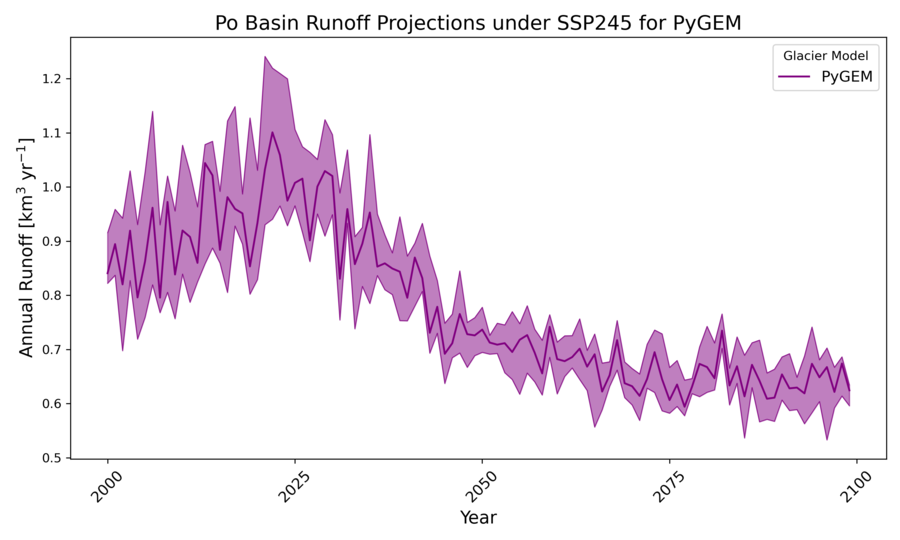 Po Basin Runoff Projections under SSP245 for PyGEM
Glacier Model
PyGEM
Annual Runoff [km³ yr⁻¹]
1.2
1.1
1.0
0.9
0.8
0.7
0.6
0.5
2000
2025
2050
2075
2100
Year